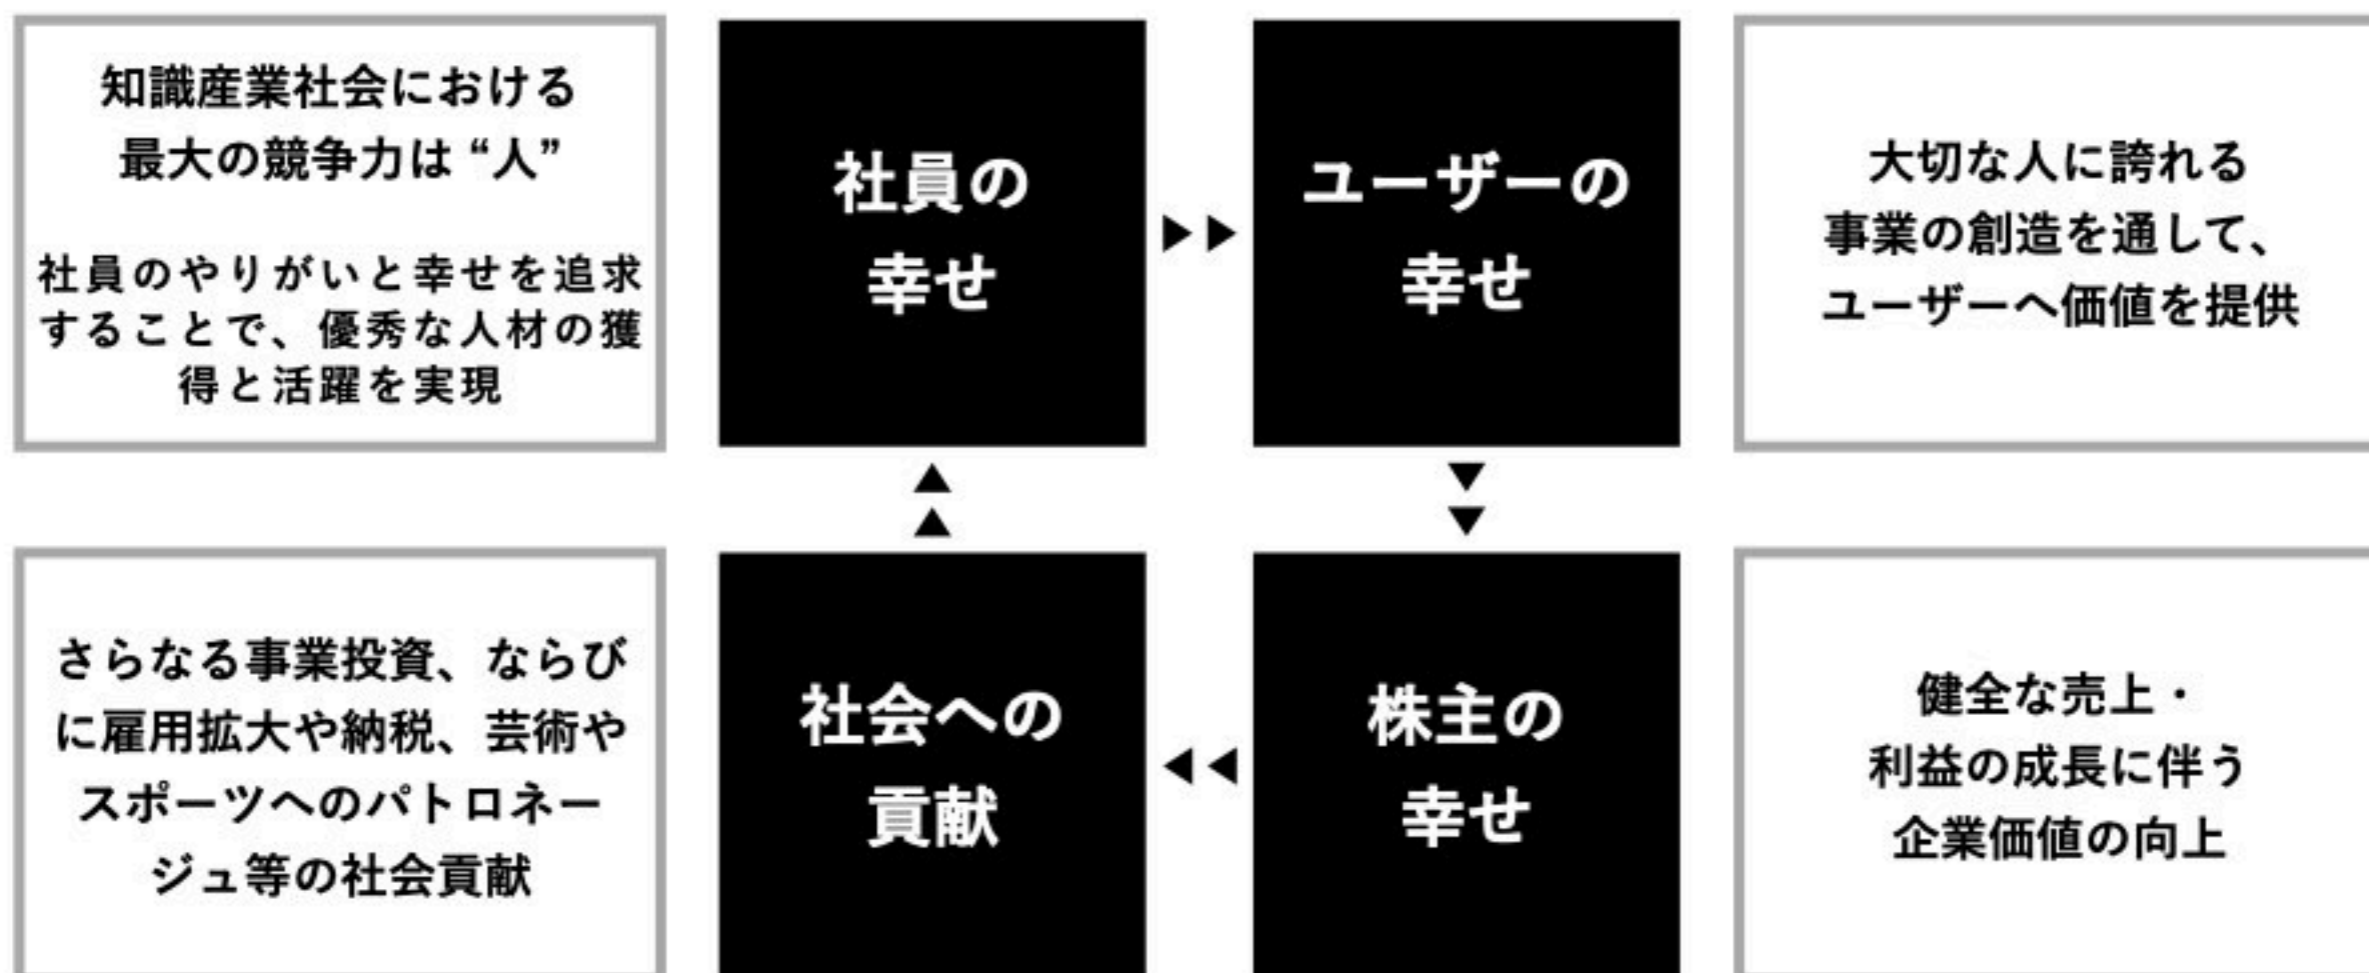 知識産業社会における
最大の競争力は “人”
社員のやりがいと幸せを追求
することで、優秀な人材の獲
得と活躍を実現
社員の
幸せ
ユーザーの
幸せ
大切な人に誇れる
事業の創造を通して、
ユーザーへ価値を提供
さらなる事業投資、ならび
に雇用拡大や納税、芸術や
スポーツへのパトロネー
ジュ等の社会貢献
社会への
貢献
株主の
幸せ
健全な売上・
利益の成長に伴う
企業価値の向上